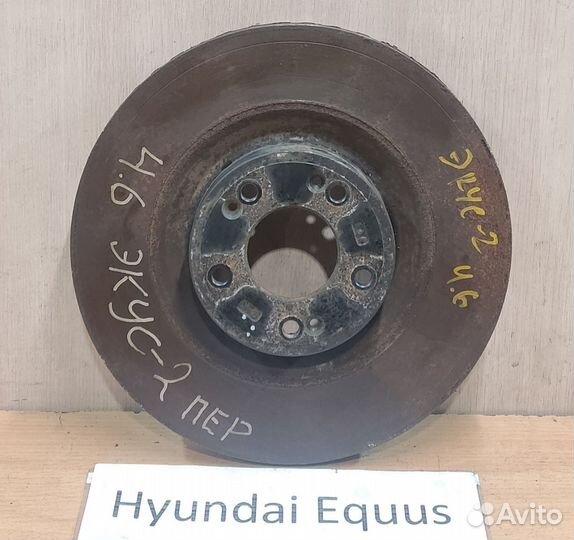 4.6 ЭКУС-2 ПЕР
ЭКУС-2 4.6
Hyundai Equus
Avito